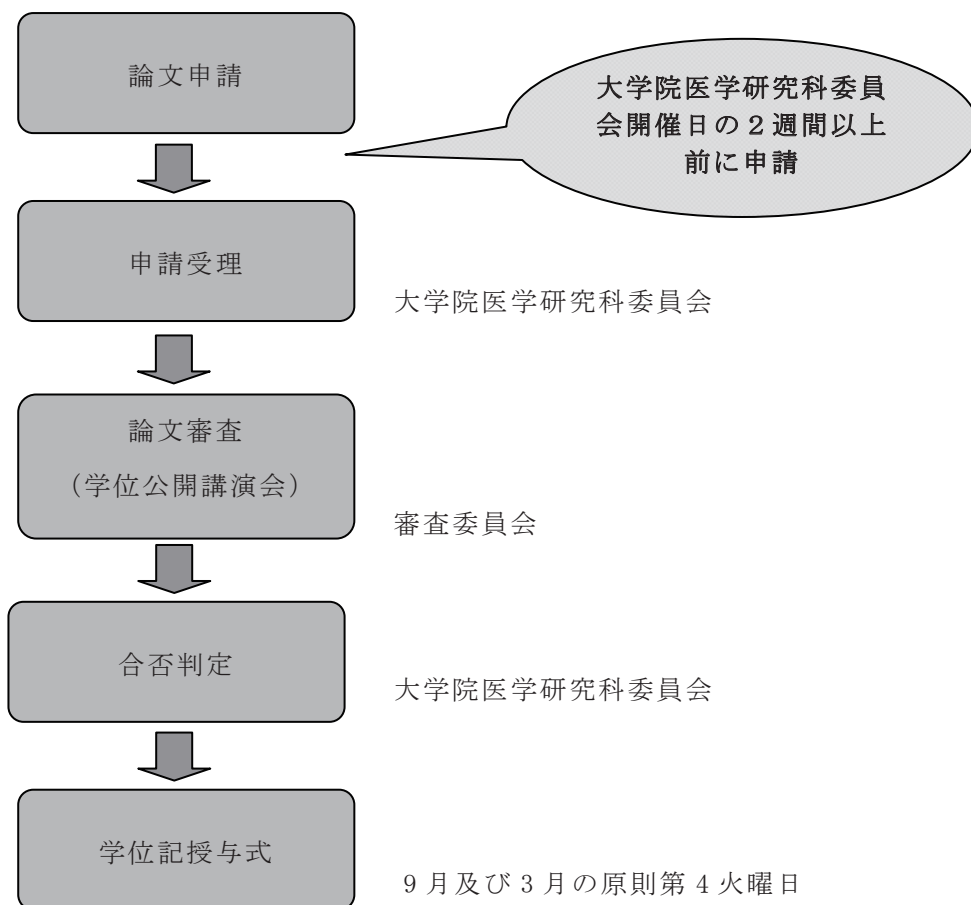 論文申請
大学院医学研究科委員
会開催日の２週間以上
前に申請
申請受理
大学院医学研究科委員会
論文審査
（学位公開講演会）
審査委員会
合否判定
大学院医学研究科委員会
学位記授与式
９月及び３月の原則第４火曜日